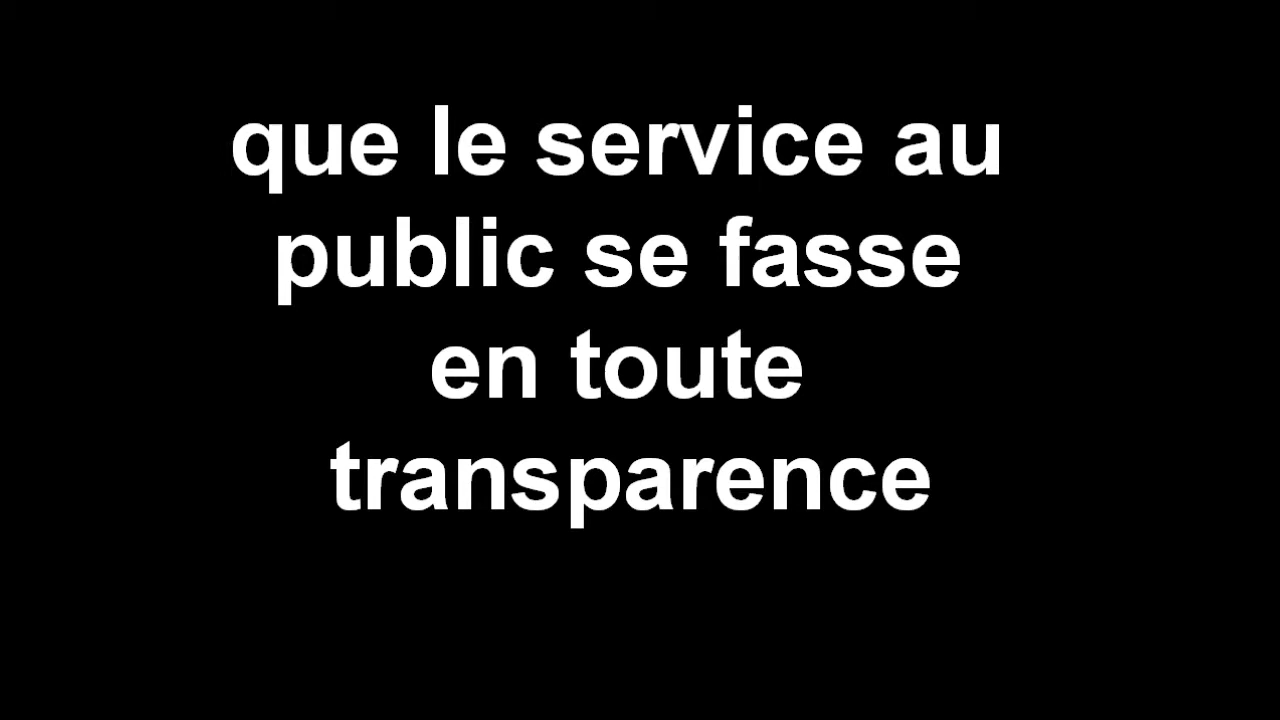 que le service au
public se fasse
en toute
transparence